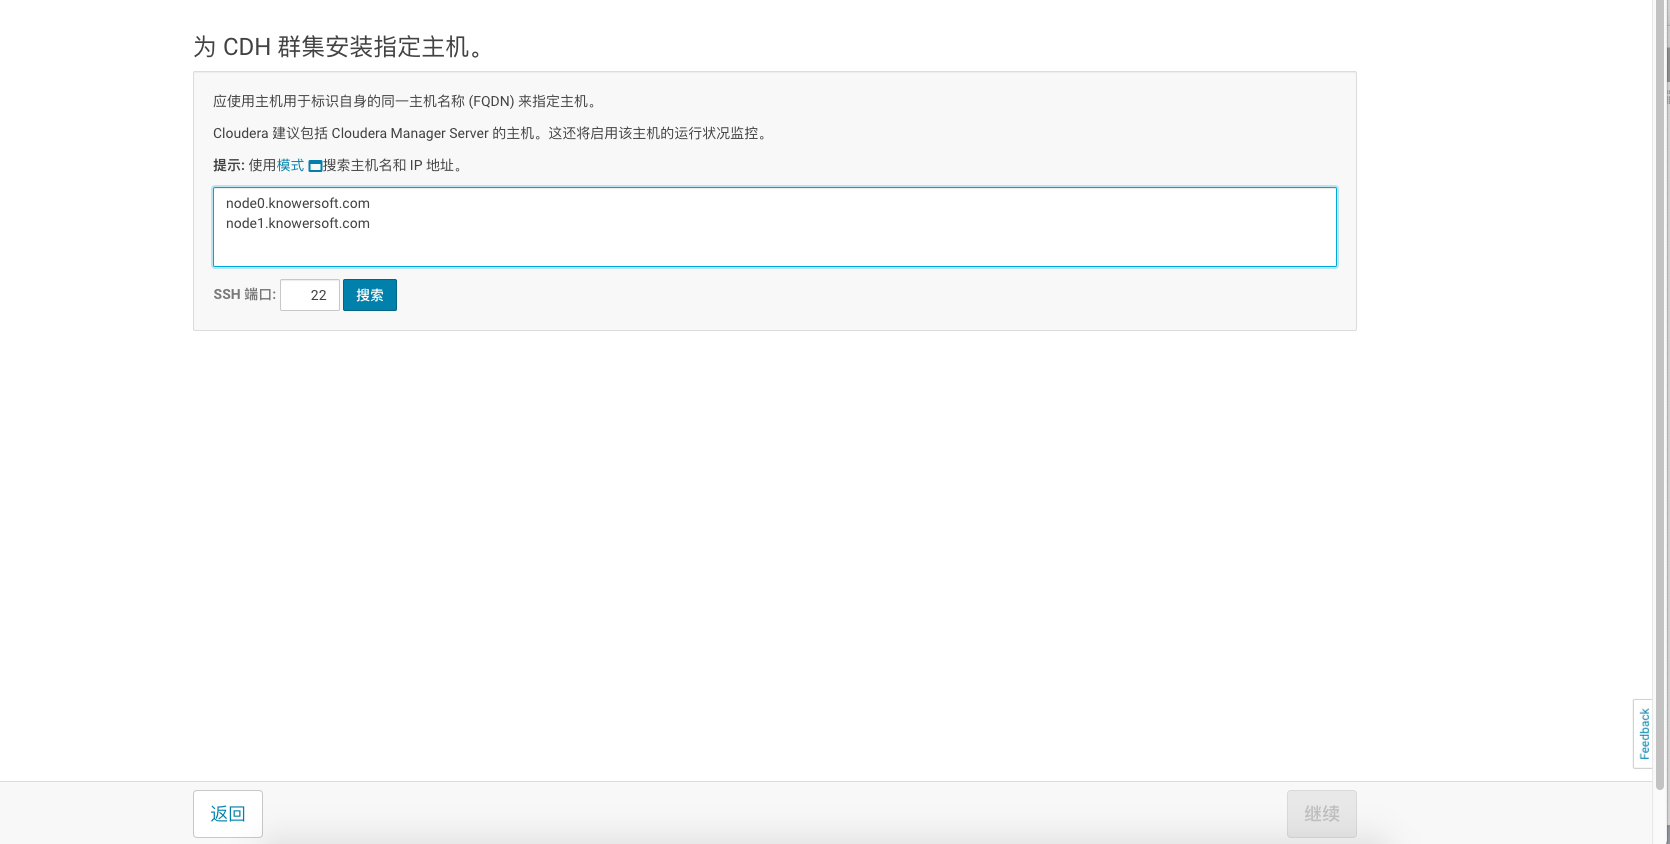 为 CDH 群集安装指定主机。
应使用主机用于标识自身的同一主机名称 (FQDN) 来指定主机。
Cloudera 建议包括 Cloudera Manager Server 的主机。这还将启用该主机的运行状况监控。
提示: 使用模式 搜索主机名和 IP 地址。
node0.knowersoft.com
node1.knowersoft.com
SSH 端口: 22 搜索
Feedback
返回 继续